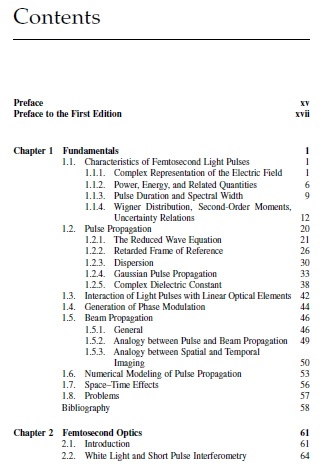 Contents
Preface xv
Preface to the First Edition xvii
Chapter 1 Fundamentals 1
1.1. Characteristics of Femtosecond Light Pulses 1
1.1.1. Complex Representation of the Electric Field 1
1.1.2. Power, Energy, and Related Quantities 6
1.1.3. Pulse Duration and Spectral Width 9
1.1.4. Wigner Distribution, Second-Order Moments,
Uncertainty Relations 12
1.2. Pulse Propagation 20
1.2.1. The Reduced Wave Equation 21
1.2.2. Retarded Frame of Reference 26
1.2.3. Dispersion 30
1.2.4. Gaussian Pulse Propagation 33
1.2.5. Complex Dielectric Constant 38
1.3. Interaction of Light Pulses with Linear Optical Elements 42
1.4. Generation of Phase Modulation 44
1.5. Beam Propagation 46
1.5.1. General 46
1.5.2. Analogy between Pulse and Beam Propagation 49
1.5.3. Analogy between Spatial and Temporal
Imaging 50
1.6. Numerical Modeling of Pulse Propagation 53
1.7. Space–Time Effects 56
1.8. Problems 57
Bibliography 58
Chapter 2 Femtosecond Optics 61
2.1. Introduction 61
2.2. White Light and Short Pulse Interferometry 64